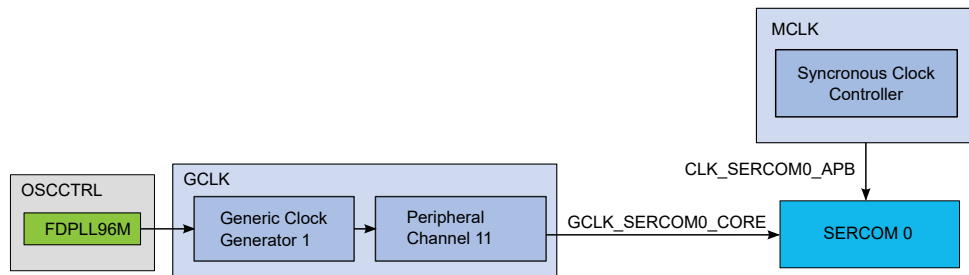 MCLK
Syncronous Clock
Controller
CLK_SERCOM0_APB
OSCCTRL
FDPLL96M
GCLK
Generic Clock
Generator 1
Peripheral
Channel 11
GCLK_SERCOM0_CORE
SERCOM 0